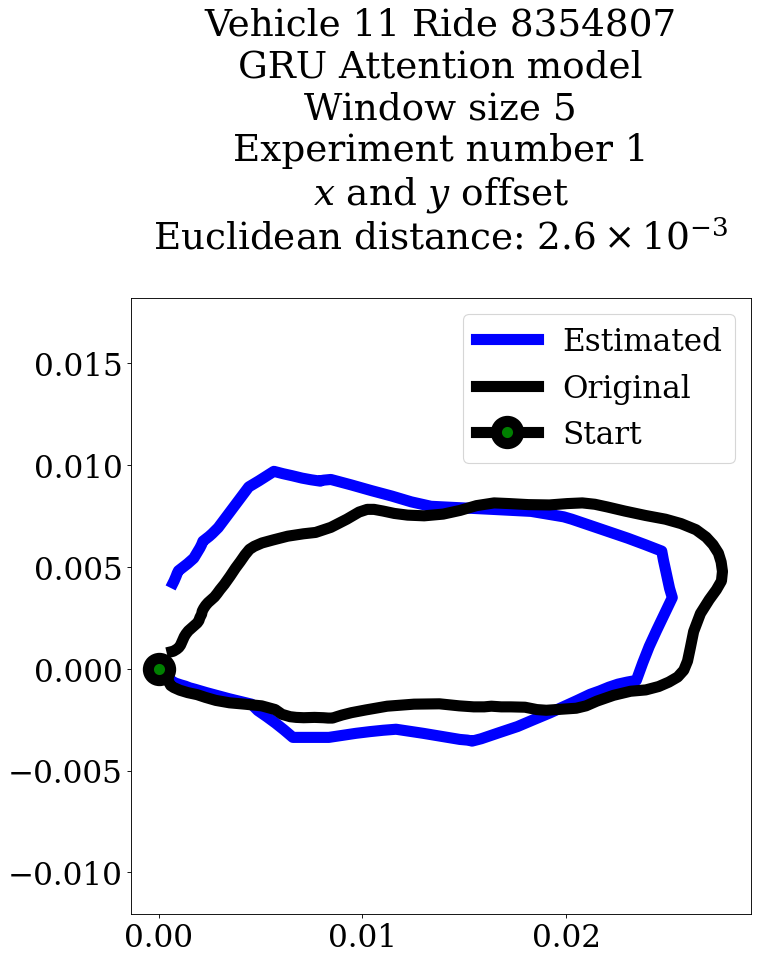 Vehicle 11 Ride 8354807
GRU Attention model
Window size 5
Experiment number 1
x and y offset
Euclidean distance: 2.6 × 10⁻³
Estimated
Original
Start
0.015
0.010
0.005
0.000
−0.005
−0.010
0.00 0.01 0.02